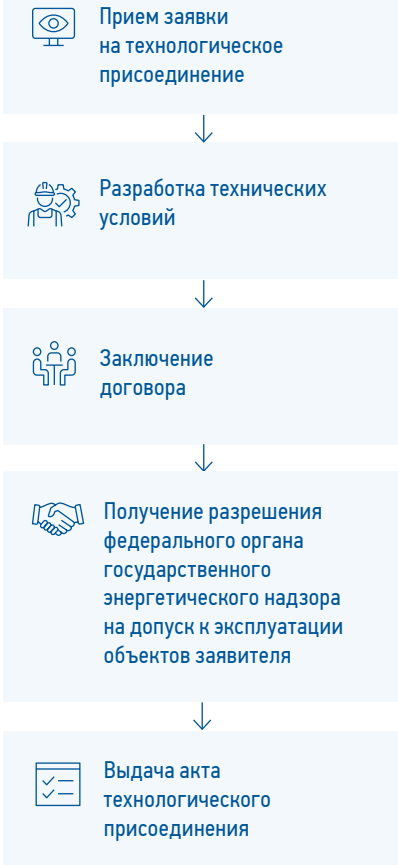 Прием заявки
на технологическое
присоединение
Разработка технических
условий
Заключение
договора
Получение разрешения
федерального органа
государственного
энергетического надзора
на допуск к эксплуатации
объектов заявителя
Выдача акта
технологического
присоединения